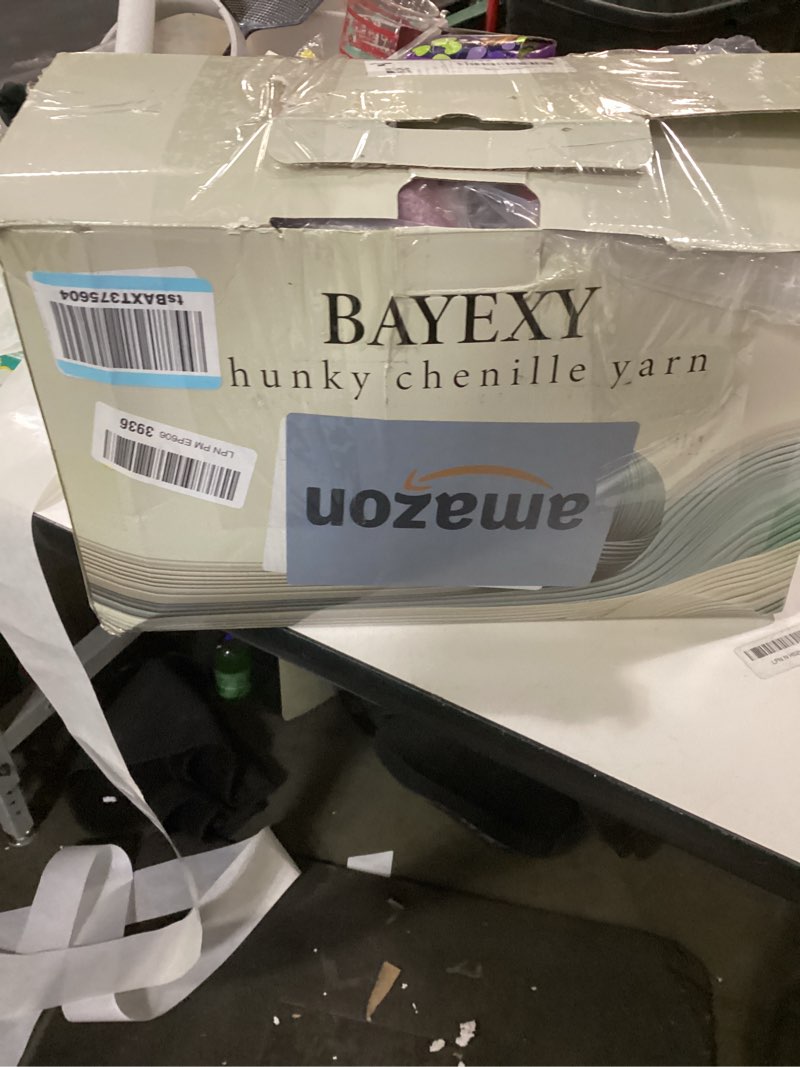 tsBAXT375604
BAYEXY
hunky chenille yarn
LPN PM EP606 3936
amazon